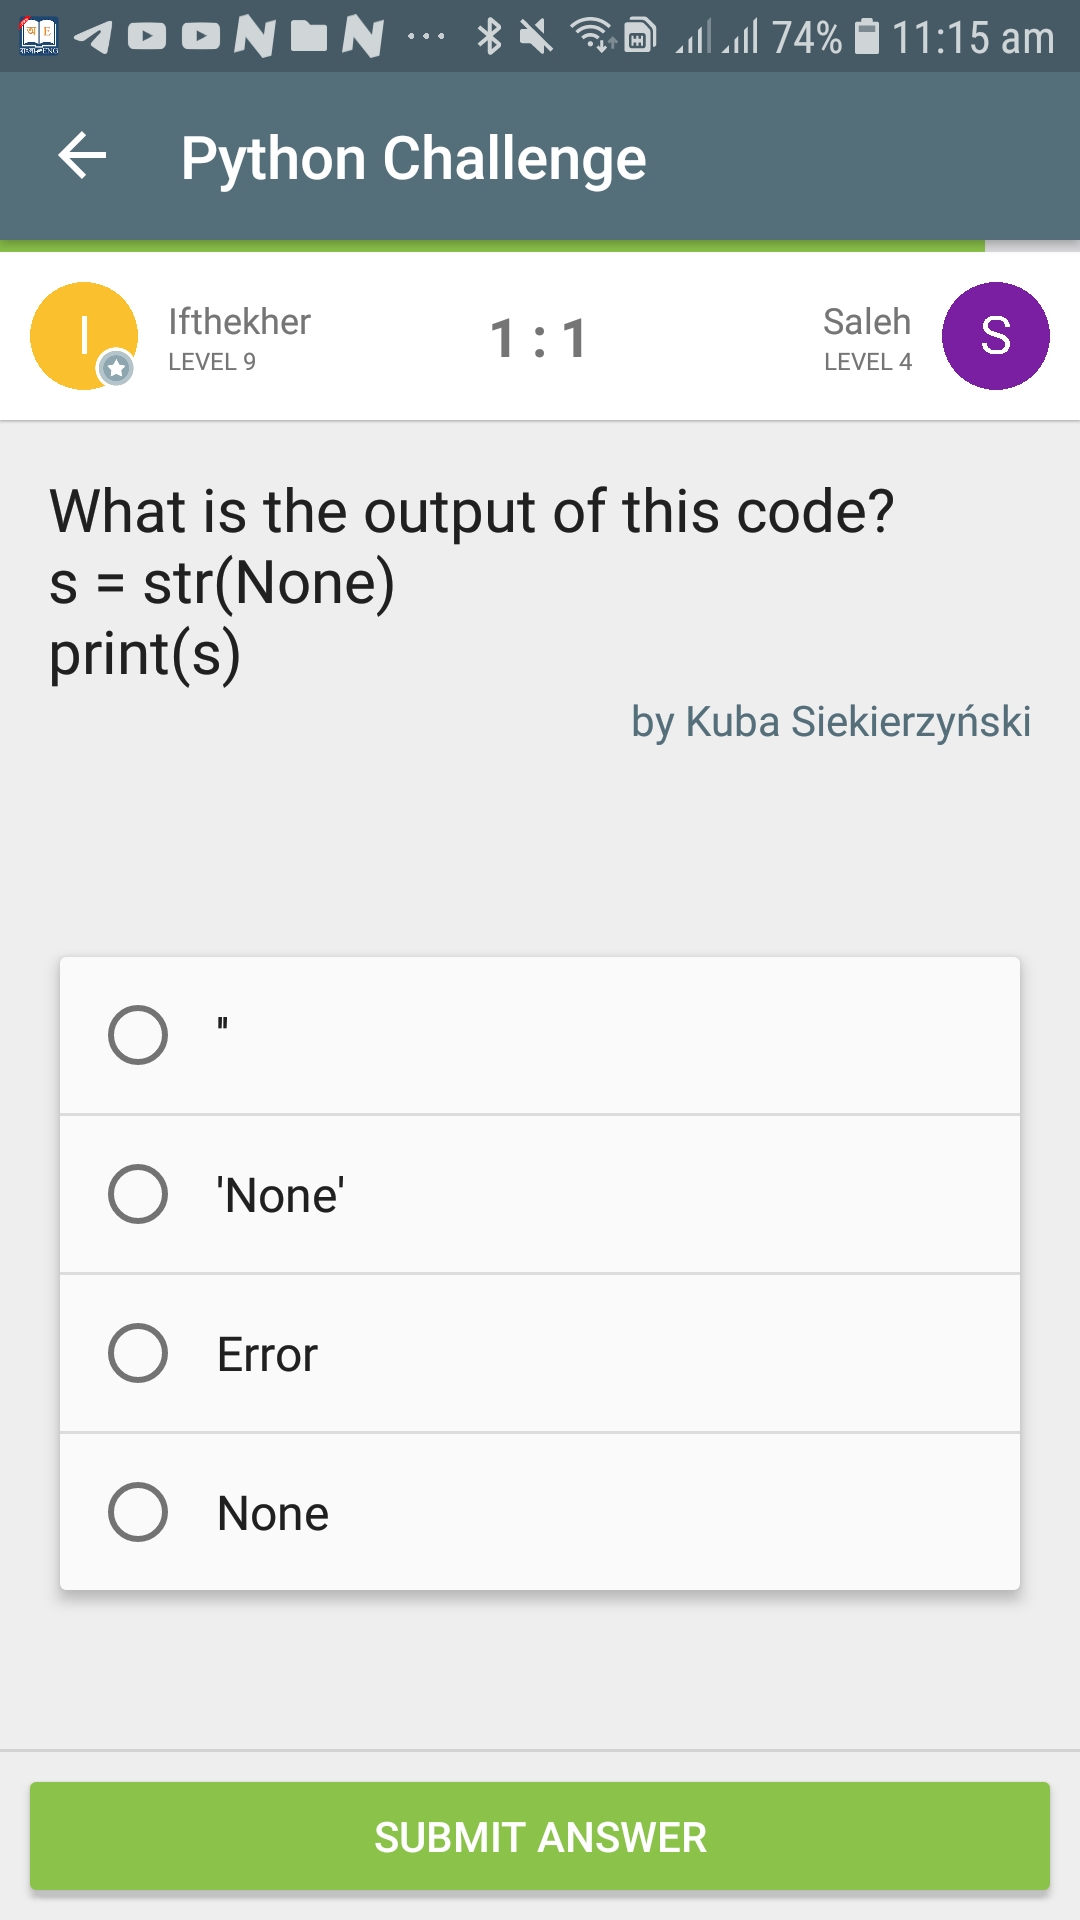 74% 11:15 am
Python Challenge
I Ifthekher 1 : 1 Saleh S
LEVEL 9 LEVEL 4
What is the output of this code?
s = str(None)
print(s)
by Kuba Siekierzyński
"
'None'
Error
None
SUBMIT ANSWER